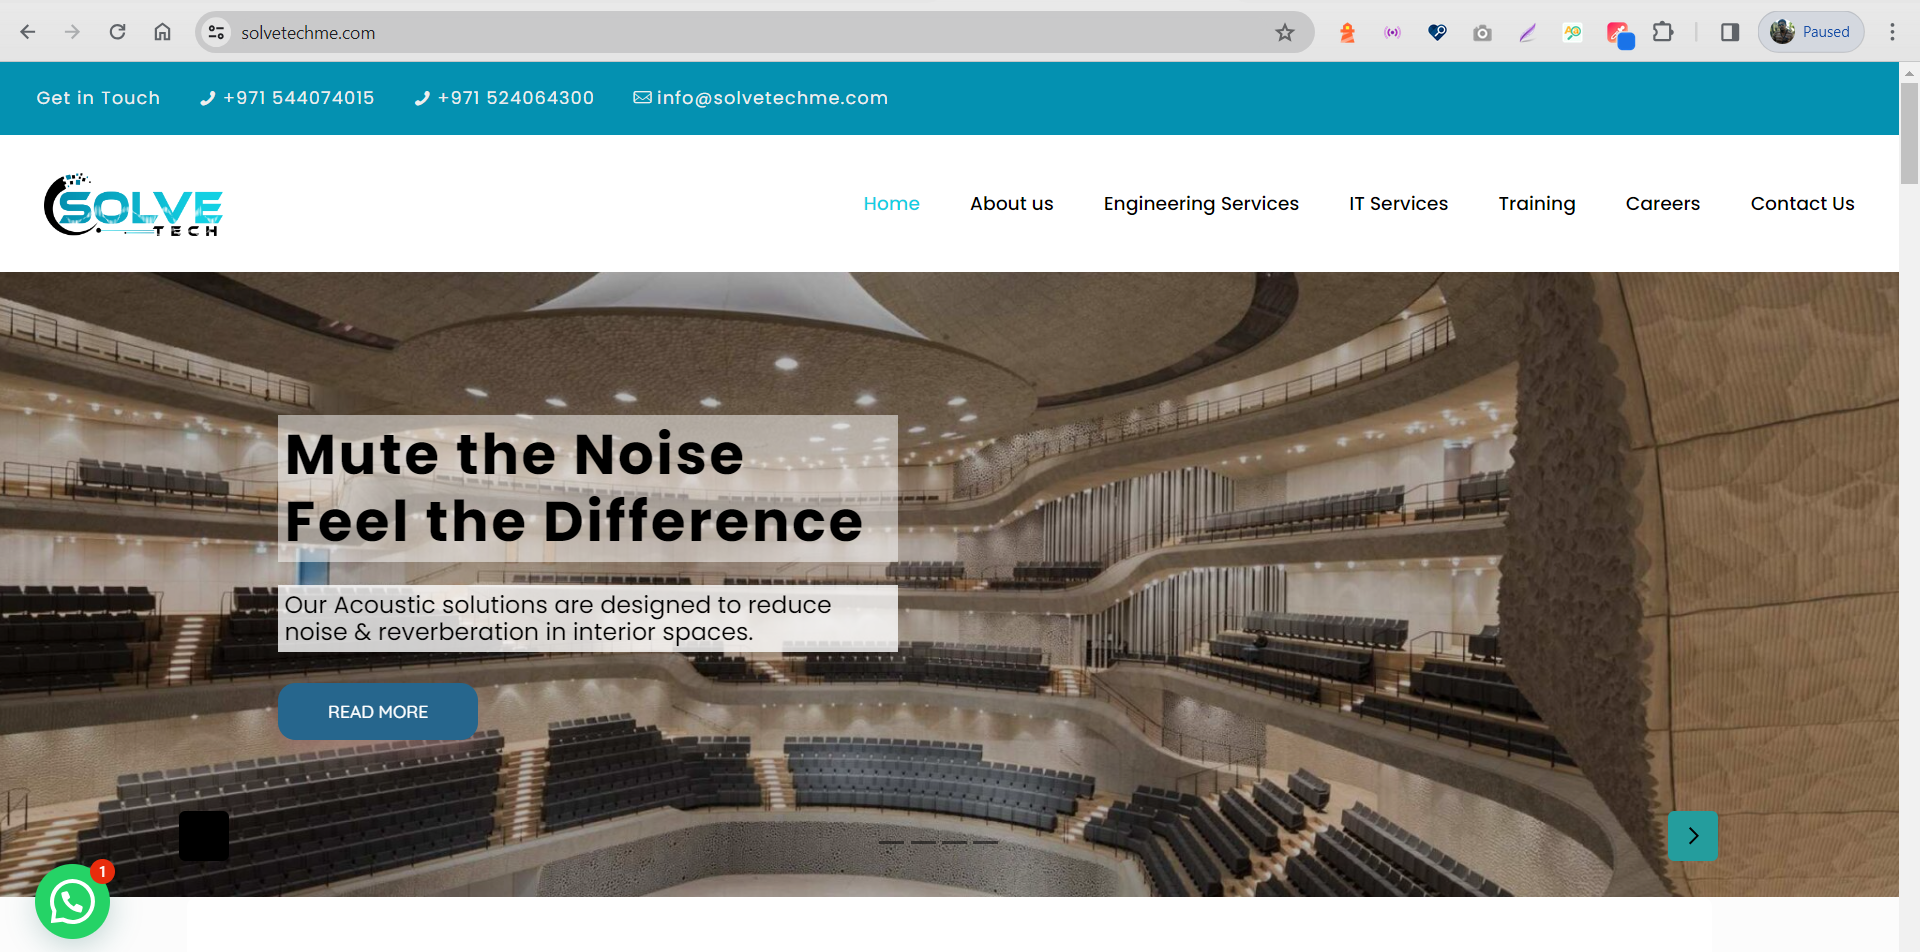 solvetechme.com
Paused
Get in Touch +971 544074015 +971 524064300 info@solvetechme.com
SOLVE
TECH
Home About us Engineering Services IT Services Training Careers Contact Us
Mute the Noise
Feel the Difference
Our Acoustic solutions are designed to reduce
noise & reverberation in interior spaces.
READ MORE
1